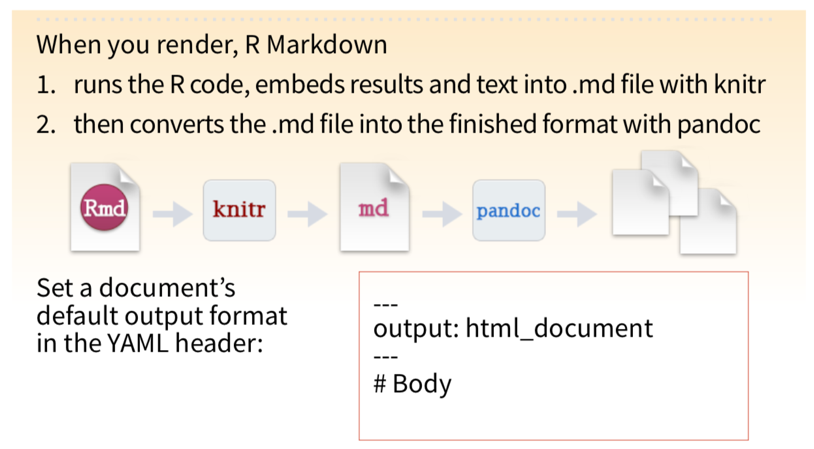 When you render, R Markdown
1. runs the R code, embeds results and text into .md file with knitr
2. then converts the .md file into the finished format with pandoc
Rmd
knitr
md
pandoc
Set a document’s
default output format
in the YAML header:
---
output: html_document
---
# Body